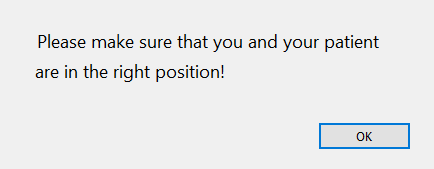 Please make sure that you and your patient
are in the right position!
OK